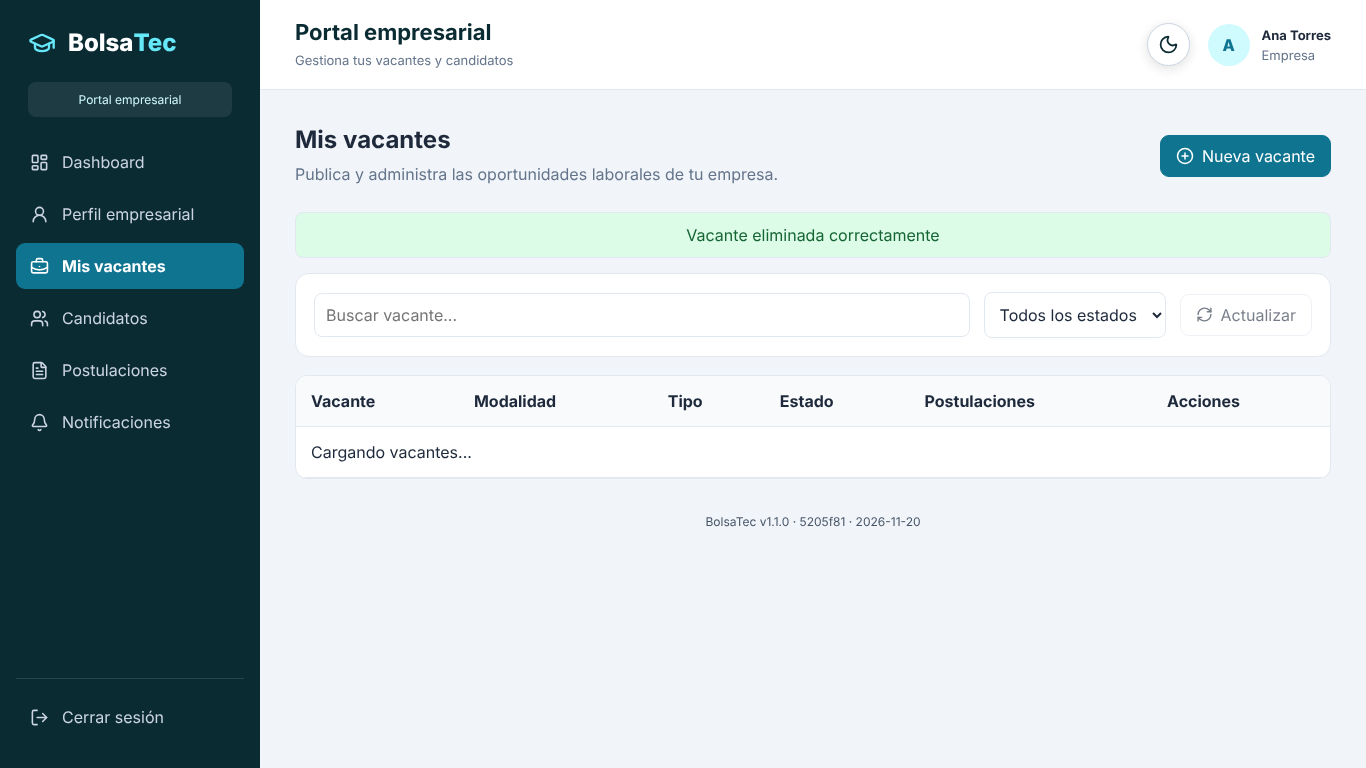 BolsaTec
Portal empresarial
Dashboard
Perfil empresarial
Mis vacantes
Candidatos
Postulaciones
Notificaciones
Cerrar sesión
Portal empresarial
Gestiona tus vacantes y candidatos
A
Ana Torres
Empresa
Mis vacantes
Publica y administra las oportunidades laborales de tu empresa.
Nueva vacante
Vacante eliminada correctamente
Buscar vacante...
Todos los estados
Actualizar
Vacante Modalidad Tipo Estado Postulaciones Acciones
Cargando vacantes...
BolsaTec v1.1.0 · 5205f81 · 2026-11-20